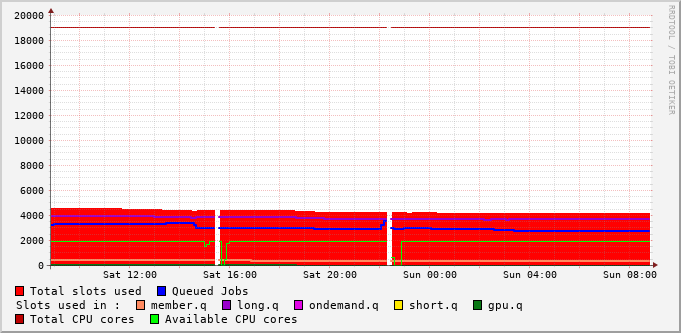 20000
18000
16000
14000
12000
10000
8000
6000
4000
2000
0
Sat 12:00 Sat 16:00 Sat 20:00 Sun 00:00 Sun 04:00 Sun 08:00
Total slots used Queued Jobs
Slots used in : member.q long.q ondemand.q short.q gpu.q
Total CPU cores Available CPU cores
RRDTOOL / TOBI OETIKER